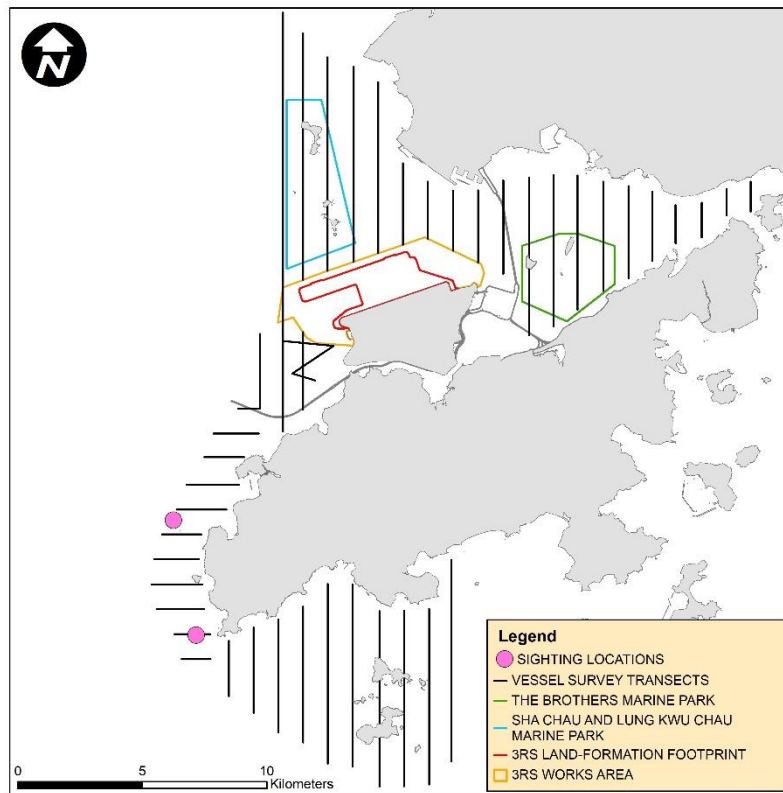 N
Legend
SIGHTING LOCATIONS
VESSEL SURVEY TRANSECTS
THE BROTHERS MARINE PARK
SHA CHAU AND LUNG KWU CHAU
MARINE PARK
3RS LAND-FORMATION FOOTPRINT
3RS WORKS AREA
0 5 10
Kilometers